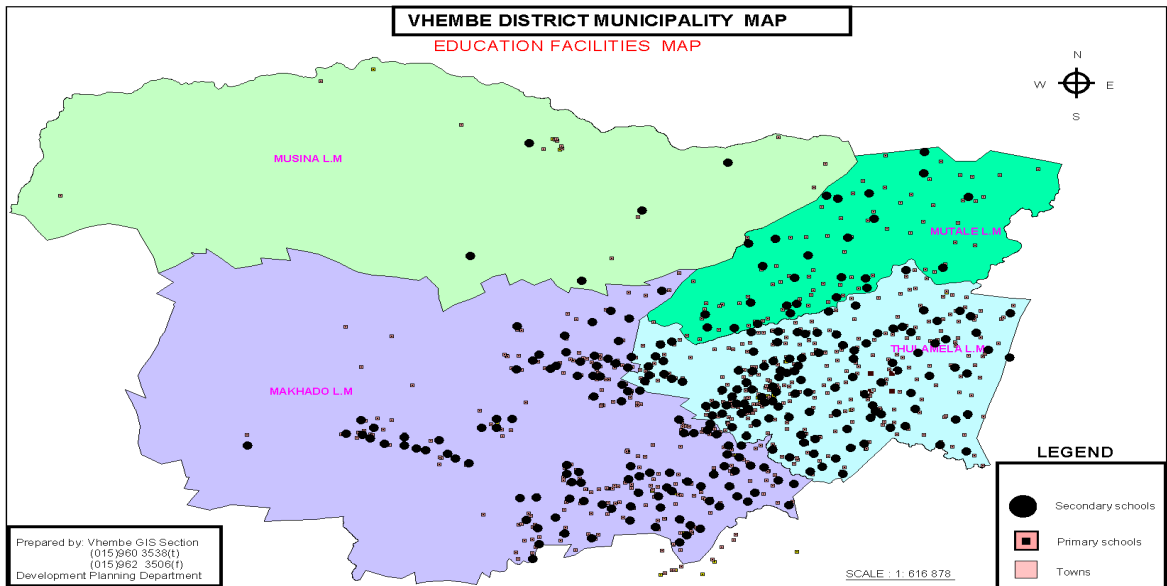 VHEMBE DISTRICT MUNICIPALITY MAP
EDUCATION FACILITIES MAP
N
W E
S
MUSINA L.M
MUTALE L.M
THULAMELA L.M
MAKHADO L.M
LEGEND
Secondary schools
Primary schools
Towns
Prepared by: Vhembe GIS Section
(015)960 3538(t)
(015)962 3506(f)
Development Planning Department
SCALE : 1: 616 878